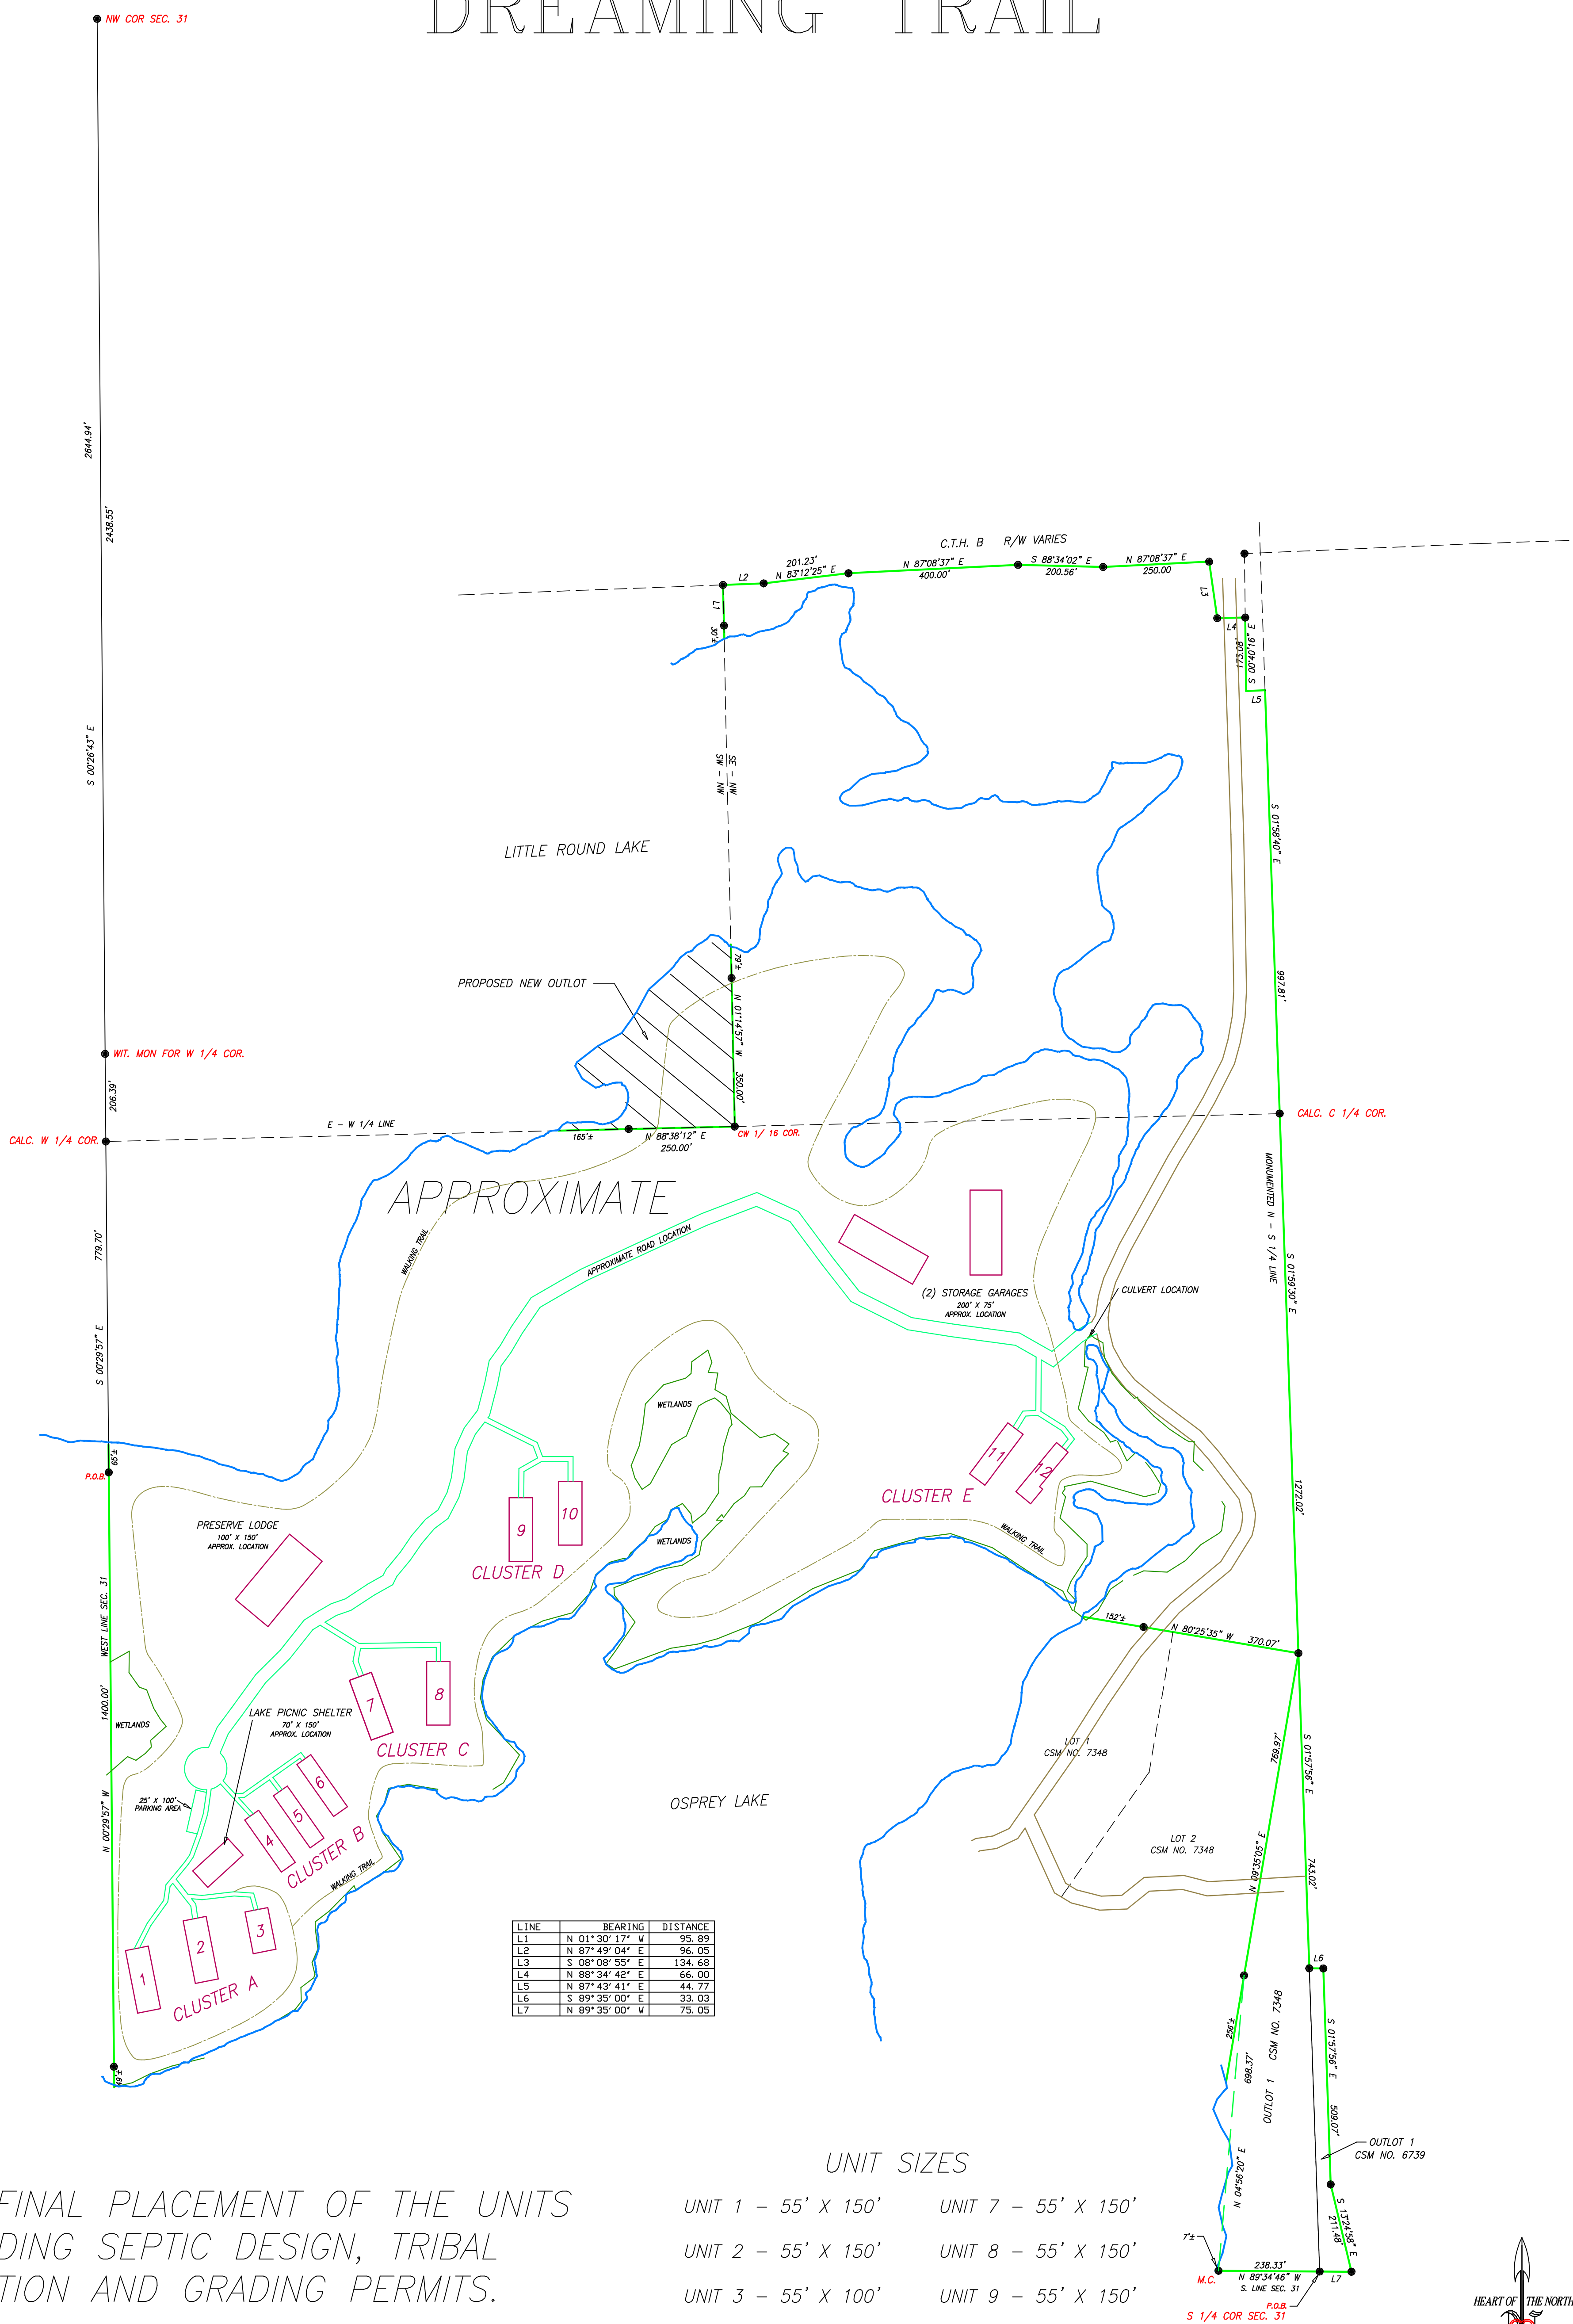 DREAMING TRAIL
NW COR SEC. 31
2644.94'
2438.55'
S 00°26'43" E
C.T.H. B R/W VARIES
L2
201.23'
N 83°12'25" E
N 87°08'37" E
400.00'
S 88°34'02" E
200.56'
N 87°08'37" E
250.00
L1
30'±
L3
L4
173.08'
S 00°40'16" E
L5
SW - NW
SE - NW
S 01°58'40" E
LITTLE ROUND LAKE
79'±
PROPOSED NEW OUTLOT
N 01°14'57" W 350.00'
997.81'
WIT. MON FOR W 1/4 COR.
206.39'
CALC. W 1/4 COR.
E - W 1/4 LINE
165'±
N 88°38'12" E
250.00'
CW 1/ 16 COR.
CALC. C 1/4 COR.
MONUMENTED N - S 1/4 LINE
APPROXIMATE
WALKING TRAIL
APPROXIMATE ROAD LOCATION
779.70'
S 00°29'57" E
(2) STORAGE GARAGES
200' X 75'
APPROX. LOCATION
CULVERT LOCATION
S 01°59'30" E
1272.02'
WETLANDS
65'±
P.O.B.
11
12
CLUSTER E
9
10
CLUSTER D
PRESERVE LODGE
100' X 150'
APPROX. LOCATION
WETLANDS
WALKING TRAIL
WEST LINE SEC. 31
152'±
N 80°25'35" W 370.07'
1400.00'
WETLANDS
7
8
CLUSTER C
LAKE PICNIC SHELTER
70' X 150'
APPROX. LOCATION
LOT 1
CSM NO. 7348
769.97'
S 01°57'56" E
25' X 100'
PARKING AREA
4
5
6
CLUSTER B
OSPREY LAKE
LOT 2
CSM NO. 7348
N 00°29'57" W
WALKING TRAIL
N 09°35'05" E
743.02'
1
2
3
CLUSTER A
LINE BEARING DISTANCE
L1 N 01°30'17" W 95.89
L2 N 87°49'04" E 96.05
L3 S 08°08'55" E 134.68
L4 N 88°34'42" E 66.00
L5 N 87°43'41" E 44.77
L6 S 89°35'00" E 33.03
L7 N 89°35'00" W 75.05
L6
256'±
698.37'
OUTLOT 1 CSM NO. 7348
S 01°57'56" E
509.07'
49'±
OUTLOT 1
CSM NO. 6739
N 04°56'20" E
S 13°24'58" E
211.48'
7'±
M.C.
238.33'
N 89°34'46" W
S. LINE SEC. 31
L7
P.O.B.
S 1/4 COR SEC. 31
FINAL PLACEMENT OF THE UNITS
DING SEPTIC DESIGN, TRIBAL
TION AND GRADING PERMITS.
UNIT SIZES
UNIT 1 - 55' X 150' UNIT 7 - 55' X 150'
UNIT 2 - 55' X 150' UNIT 8 - 55' X 150'
UNIT 3 - 55' X 100' UNIT 9 - 55' X 150'
HEART OF THE NORTH